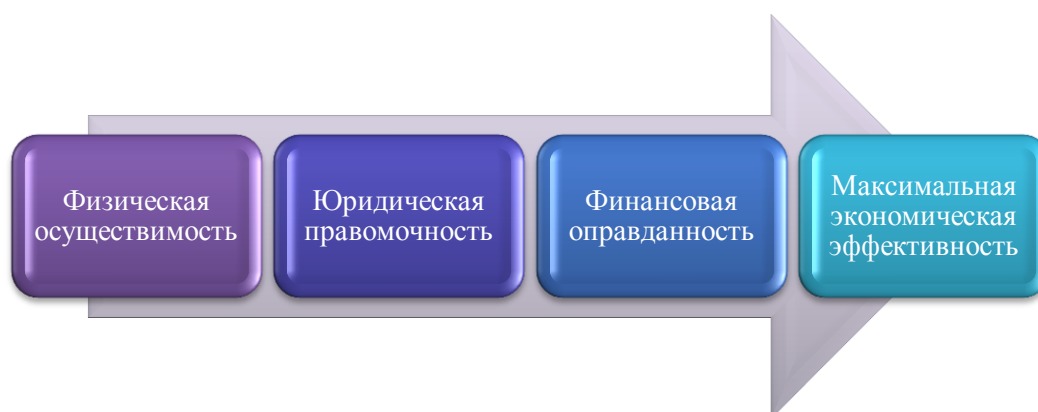 Физическая
осуществимость
Юридическая
правомочность
Финансовая
оправданность
Максимальная
экономическая
эффективность